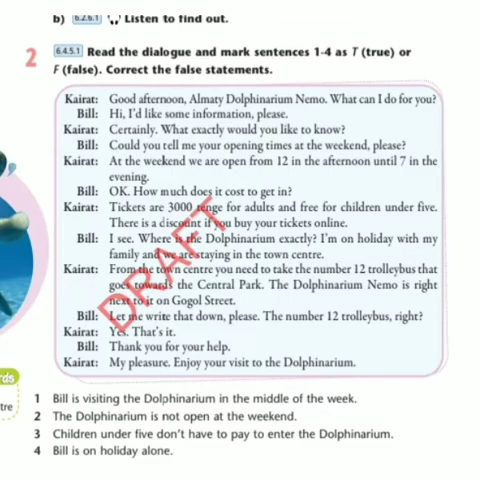 b) 6.2.6.1 Listen to find out.
2 6.4.5.1 Read the dialogue and mark sentences 1-4 as T (true) or
F (false). Correct the false statements.
Kairat: Good afternoon, Almaty Dolphinarium Nemo. What can I do for you?
Bill: Hi, I'd like some information, please.
Kairat: Certainly. What exactly would you like to know?
Bill: Could you tell me your opening times at the weekend, please?
Kairat: At the weekend we are open from 12 in the afternoon until 7 in the
evening.
Bill: OK. How much does it cost to get in?
Kairat: Tickets are 3000 tenge for adults and free for children under five.
There is a discount if you buy your tickets online.
Bill: I see. Where is the Dolphinarium exactly? I'm on holiday with my
family and we are staying in the town centre.
Kairat: From the town centre you need to take the number 12 trolleybus that
goes towards the Central Park. The Dolphinarium Nemo is right
next to it on Gogol Street.
Bill: Let me write that down, please. The number 12 trolleybus, right?
Kairat: Yes. That's it.
Bill: Thank you for your help.
Kairat: My pleasure. Enjoy your visit to the Dolphinarium.
DRAFT
rds
tre
1 Bill is visiting the Dolphinarium in the middle of the week.
2 The Dolphinarium is not open at the weekend.
3 Children under five don't have to pay to enter the Dolphinarium.
4 Bill is on holiday alone.